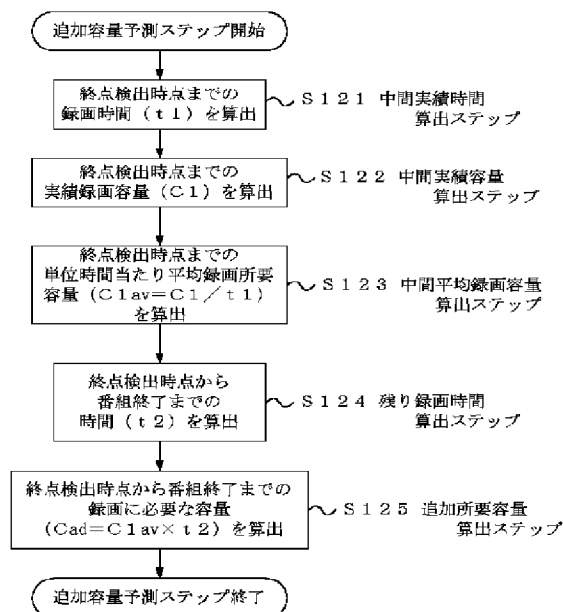 追加容量予測ステップ開始
終点検出時点までの
録画時間（ｔ１）を算出
Ｓ１２１ 中間実績時間
算出ステップ
終点検出時点までの
実績録画容量（Ｃ１）を算出
Ｓ１２２ 中間実績容量
算出ステップ
終点検出時点までの
単位時間当たり平均録画所要
容量（Ｃ１av＝Ｃ１／ｔ１）
を算出
Ｓ１２３ 中間平均録画容量
算出ステップ
終点検出時点から
番組終了までの
時間（ｔ２）を算出
Ｓ１２４ 残り録画時間
算出ステップ
終点検出時点から番組終了までの
録画に必要な容量
（Cad＝Ｃ１av×ｔ２）を算出
Ｓ１２５ 追加所要容量
算出ステップ
追加容量予測ステップ終了